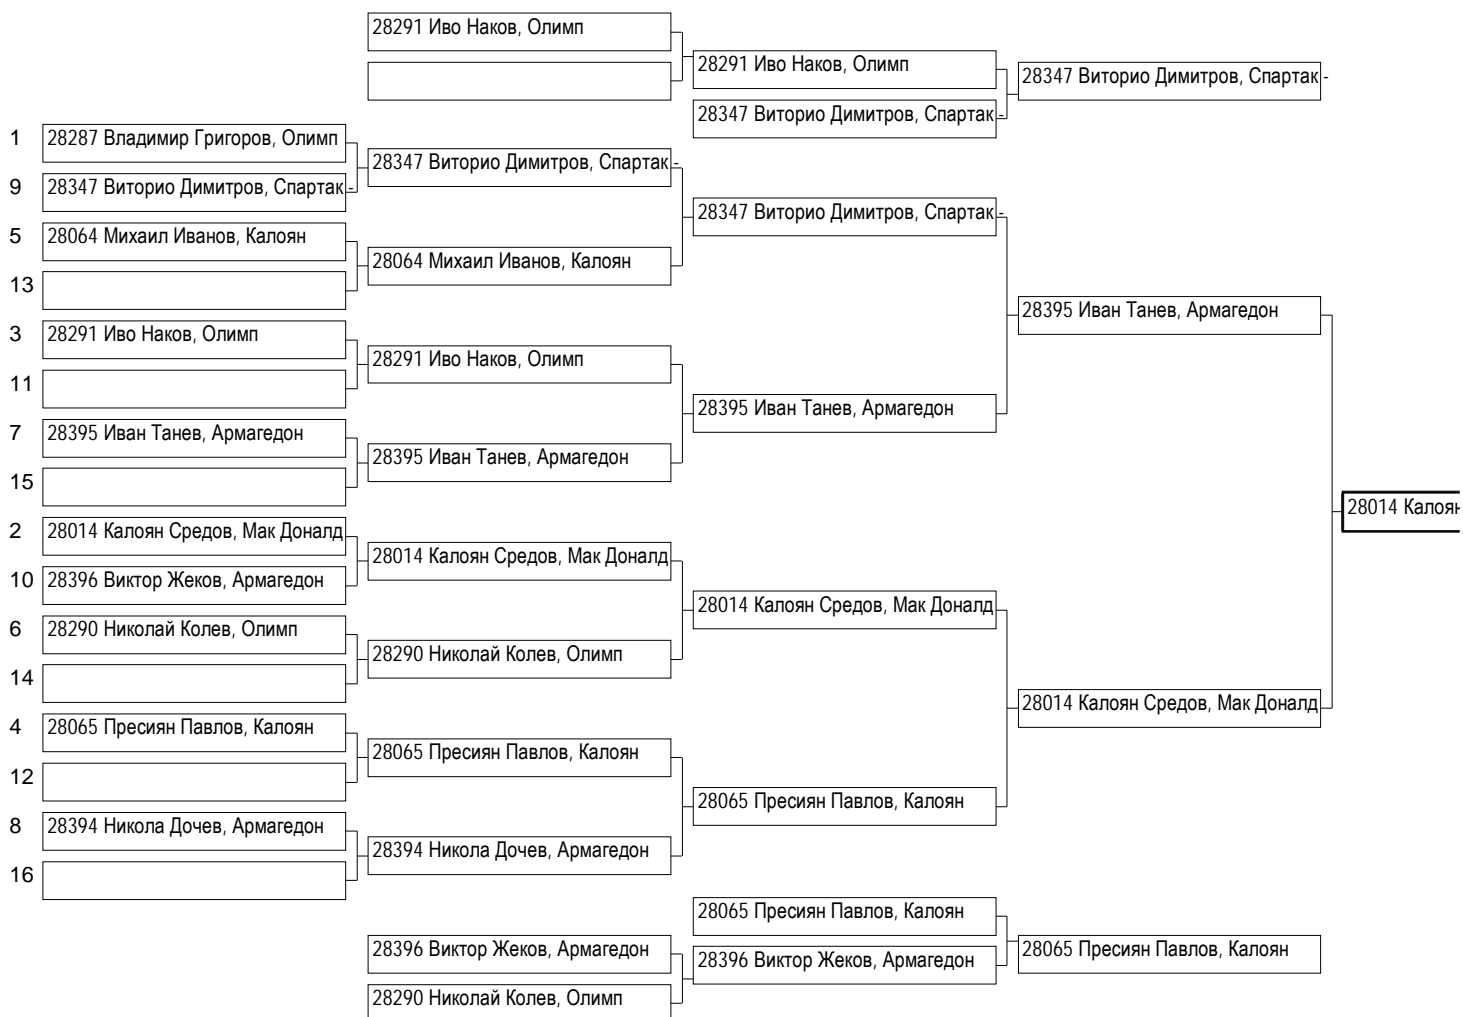 28291 Иво Наков, Олимп
28291 Иво Наков, Олимп
28347 Виторио Димитров, Спартак -
28347 Виторио Димитров, Спартак -
1 28287 Владимир Григоров, Олимп
28347 Виторио Димитров, Спартак -
9 28347 Виторио Димитров, Спартак -
28347 Виторио Димитров, Спартак -
5 28064 Михаил Иванов, Калоян
28064 Михаил Иванов, Калоян
13
28395 Иван Танев, Армагедон
3 28291 Иво Наков, Олимп
28291 Иво Наков, Олимп
11
28395 Иван Танев, Армагедон
7 28395 Иван Танев, Армагедон
28395 Иван Танев, Армагедон
15
28014 Калоян
2 28014 Калоян Средов, Мак Доналд
28014 Калоян Средов, Мак Доналд
10 28396 Виктор Жеков, Армагедон
28014 Калоян Средов, Мак Доналд
6 28290 Николай Колев, Олимп
28290 Николай Колев, Олимп
14
28014 Калоян Средов, Мак Доналд
4 28065 Пресиян Павлов, Калоян
28065 Пресиян Павлов, Калоян
12
28065 Пресиян Павлов, Калоян
8 28394 Никола Дочев, Армагедон
28394 Никола Дочев, Армагедон
16
28065 Пресиян Павлов, Калоян
28396 Виктор Жеков, Армагедон
28396 Виктор Жеков, Армагедон
28065 Пресиян Павлов, Калоян
28290 Николай Колев, Олимп